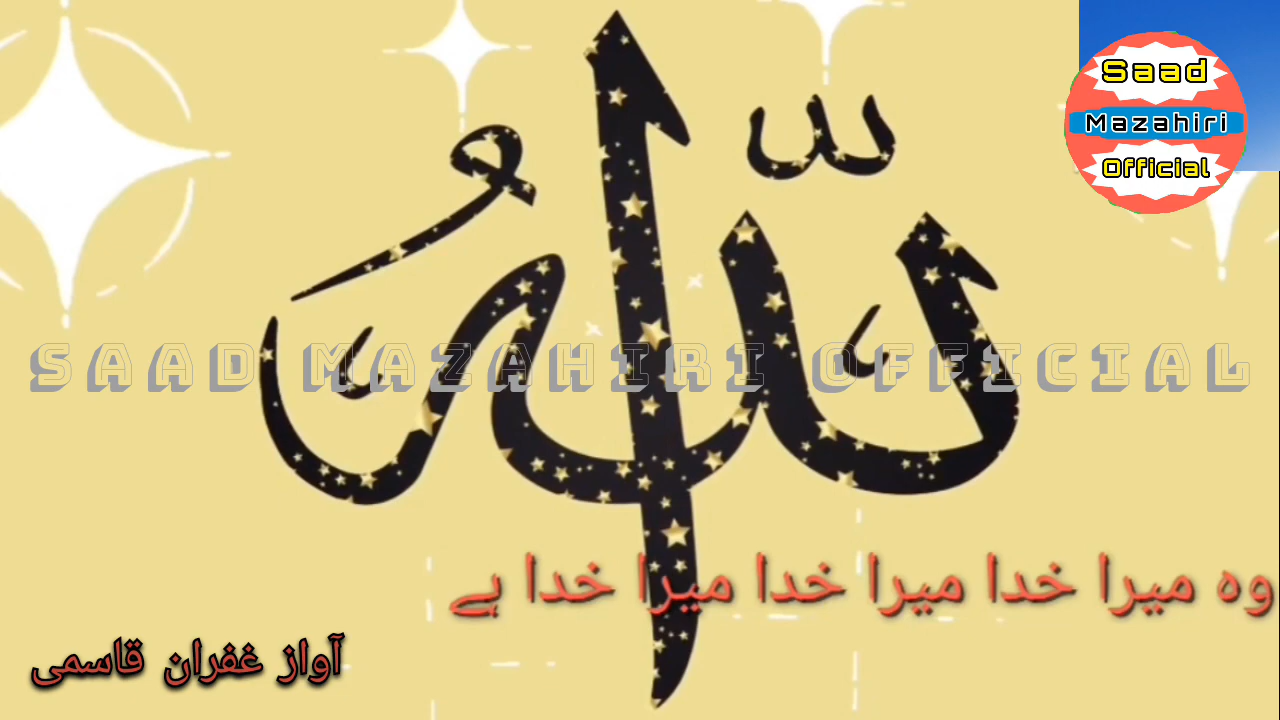 Saad
Mazahiri
Official
الله
SAAD MAZAHIRI OFFICIAL
وہ میرا خدا میرا خدا میرا خدا ہے
آواز غفران قاسمی